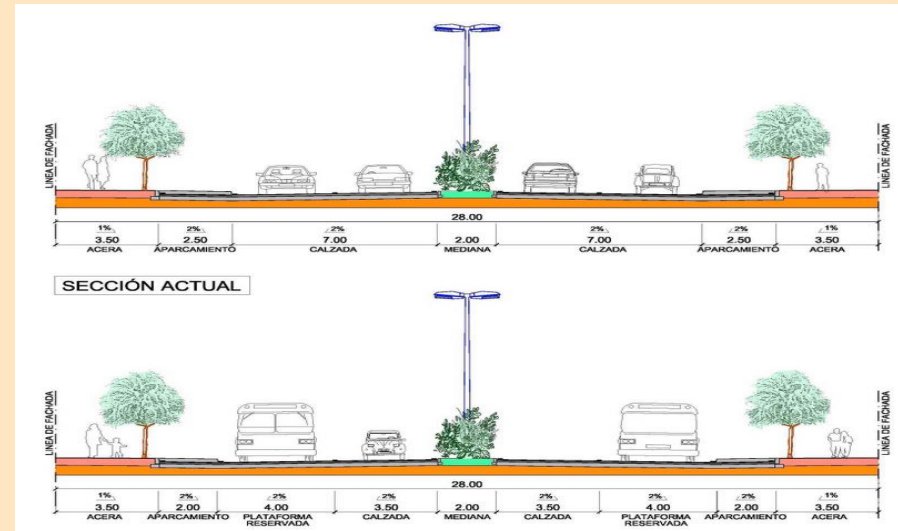 LINEA DE FACHADA
LINEA DE FACHADA
28.00
1% 2% 2% 2% 2% 1%
3.50 2.50 7.00 2.00 7.00 2.50 3.50
ACERA APARCAMIENTO CALZADA MEDIANA CALZADA APARCAMIENTO ACERA
SECCIÓN ACTUAL
LINEA DE FACHADA
LINEA DE FACHADA
28.00
1% 2% 2% 2% 2% 2% 2% 1%
3.50 2.00 4.00 3.50 2.00 3.50 4.00 2.00 3.50
ACERA APARCAMIENTO PLATAFORMA RESERVADA CALZADA MEDIANA CALZADA PLATAFORMA RESERVADA APARCAMIENTO ACERA